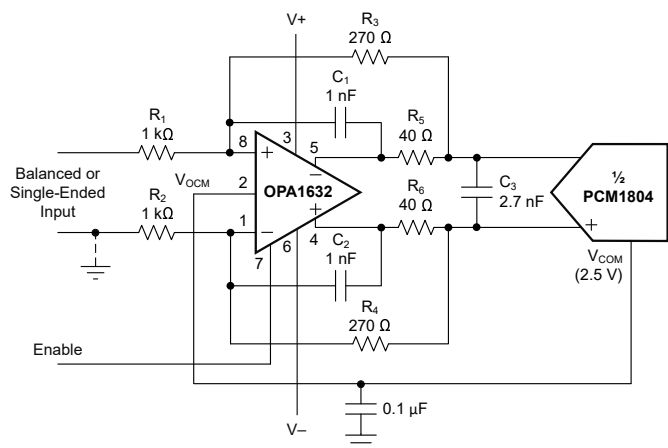 V+
R3
270 Ω
C1
1 nF
R1
1 kΩ
R5
40 Ω
8
3
5
+
−
Balanced or
Single-Ended
Input
VOCM
2
OPA1632
R2
1 kΩ
1
−
+
6
4
7
R6
40 Ω
C3
2.7 nF
½
PCM1804
+
C2
1 nF
VCOM
(2.5 V)
R4
270 Ω
Enable
0.1 µF
V−